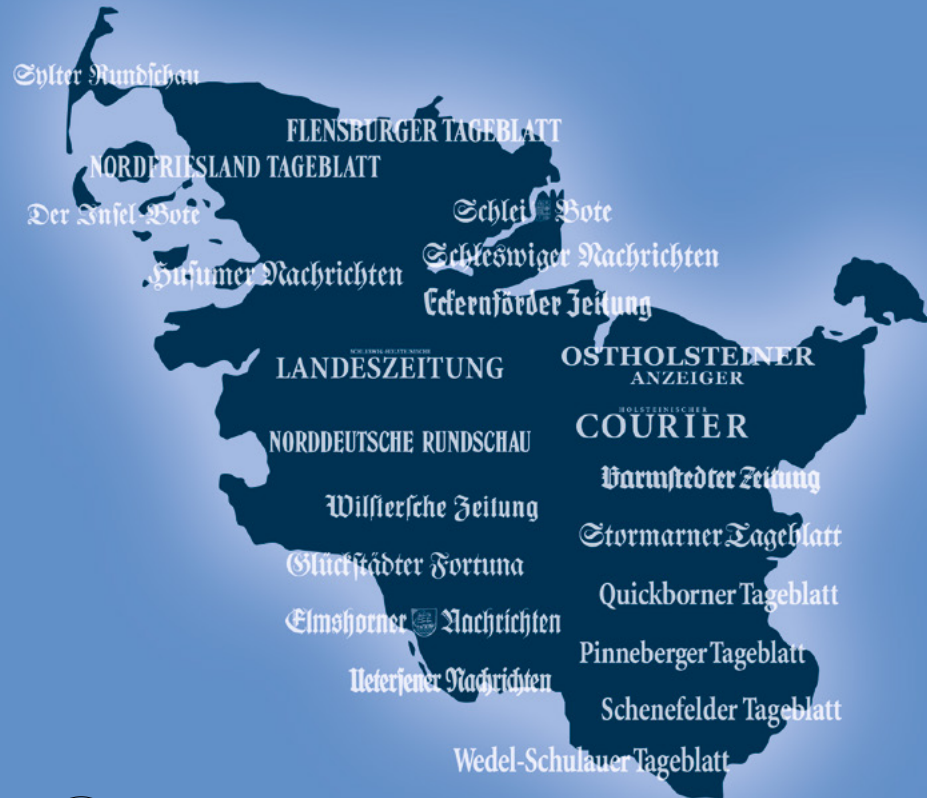 Sylter Rundschau
FLENSBURGER TAGEBLATT
NORDFRIESLAND TAGEBLATT
Der Insel-Bote
Schlei Bote
Schleswiger Nachrichten
Husumer Nachrichten
Eckernförder Zeitung
SCHLESWIG-HOLSTEINISCHE
LANDESZEITUNG
OSTHOLSTEINER
ANZEIGER
HOLSTEINISCHER
COURIER
NORDDEUTSCHE RUNDSCHAU
Barmstedter Zeitung
Wilstersche Zeitung
Stormarner Tageblatt
Glückstädter Fortuna
Quickborner Tageblatt
Elmshorner Nachrichten
Pinneberger Tageblatt
Uetersener Nachrichten
Schenefelder Tageblatt
Wedel-Schulauer Tageblatt